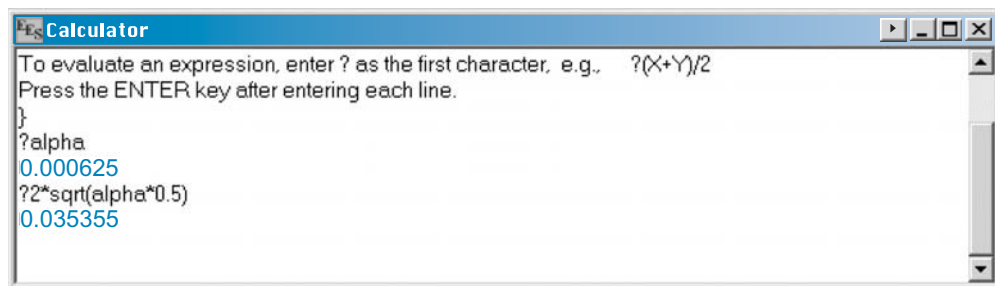 EES Calculator
To evaluate an expression, enter ? as the first character, e.g., ?(X+Y)/2
Press the ENTER key after entering each line.
}
?alpha
0.000625
?2*sqrt(alpha*0.5)
0.035355